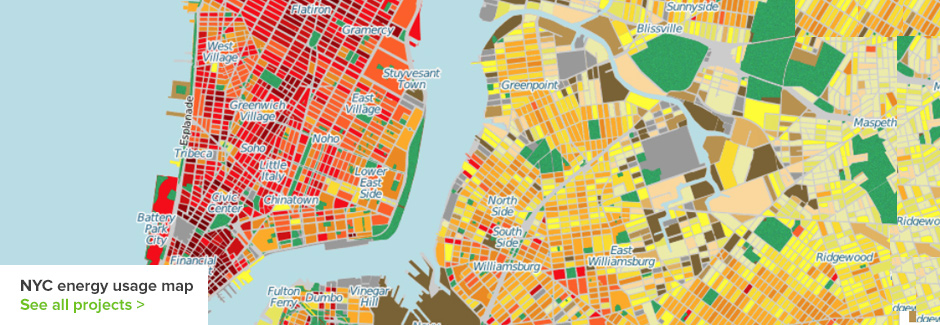 Flatiron
Gramercy
West
Village
Stuyvesant
Town
Greenwich
Village
East
Village
Esplanade
Noho
Tribeca
Soho
Little
Italy
Lower
East
Side
Civic
Center
Chinatown
Battery
Park
City
Financial
Sunnyside
Blissville
Greenpoint
Maspeth
North
Side
South
Side
Williamsburg
East
Williamsburg
Ridgewood
Ridgewo
Fulton
Ferry
Dumbo
Vinegar
Hill
NYC energy usage map
See all projects >